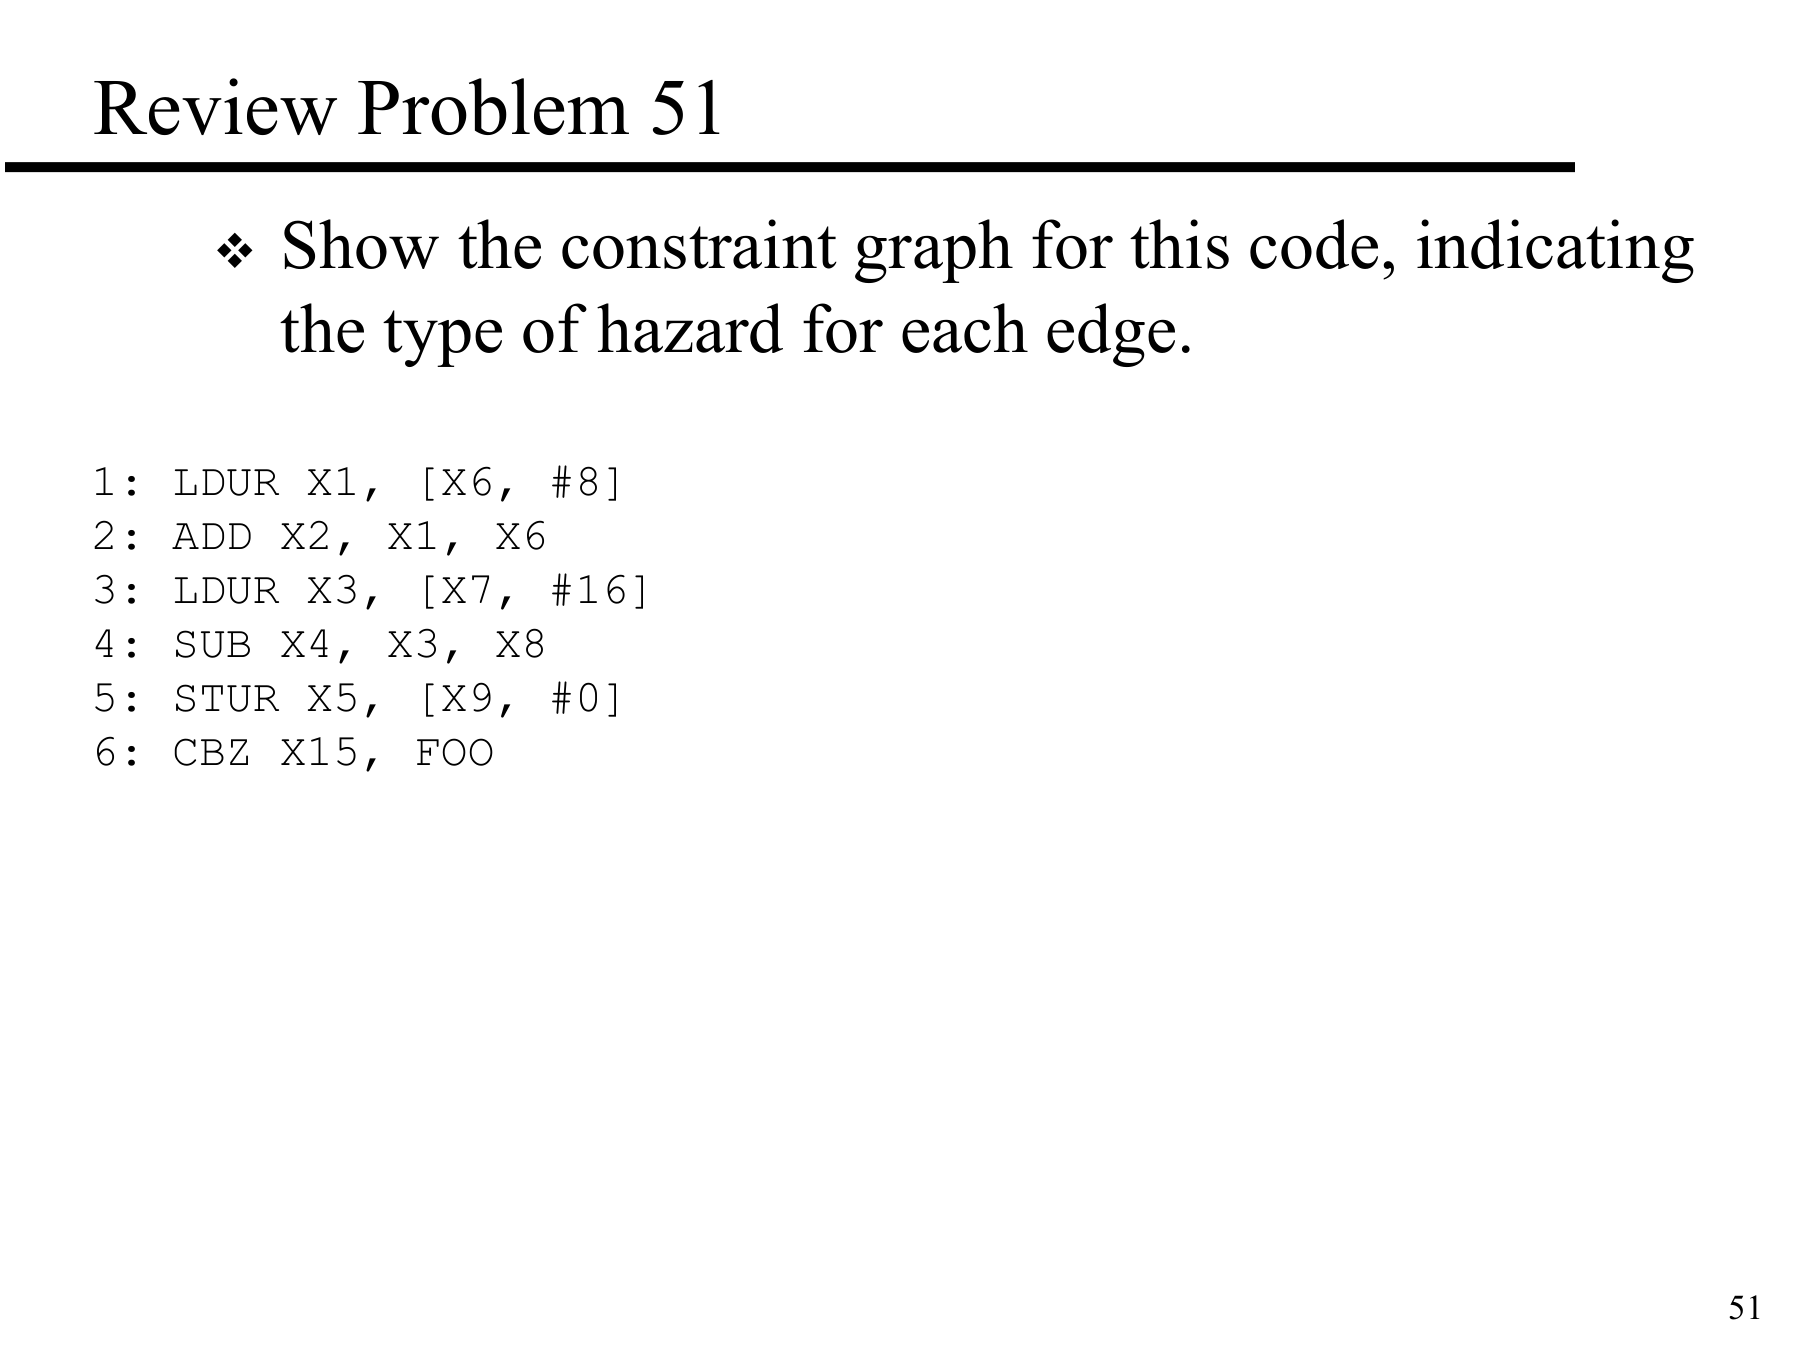 Review Problem 51
❖ Show the constraint graph for this code, indicating
the type of hazard for each edge.
1: LDUR X1, [X6, #8]
2: ADD X2, X1, X6
3: LDUR X3, [X7, #16]
4: SUB X4, X3, X8
5: STUR X5, [X9, #0]
6: CBZ X15, FOO
51